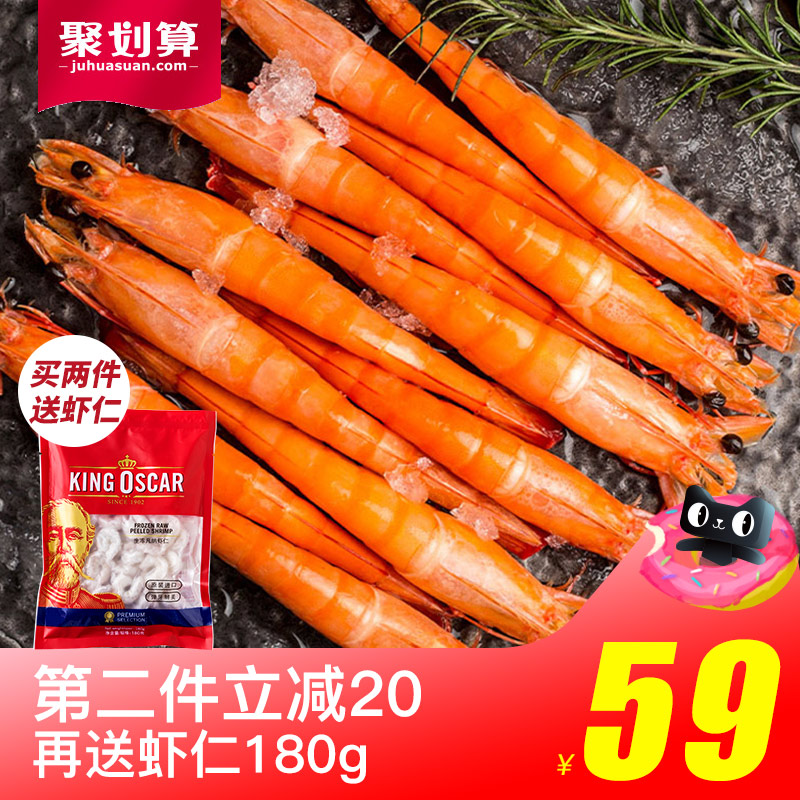 聚划算
juhuasuan.com
买两件
送虾仁
KING OSCAR
SINCE 1902
FROZEN RAW
PEELED SHRIMP
PREMIUM
SELECTION
第二件立减20
再送虾仁180g
¥59